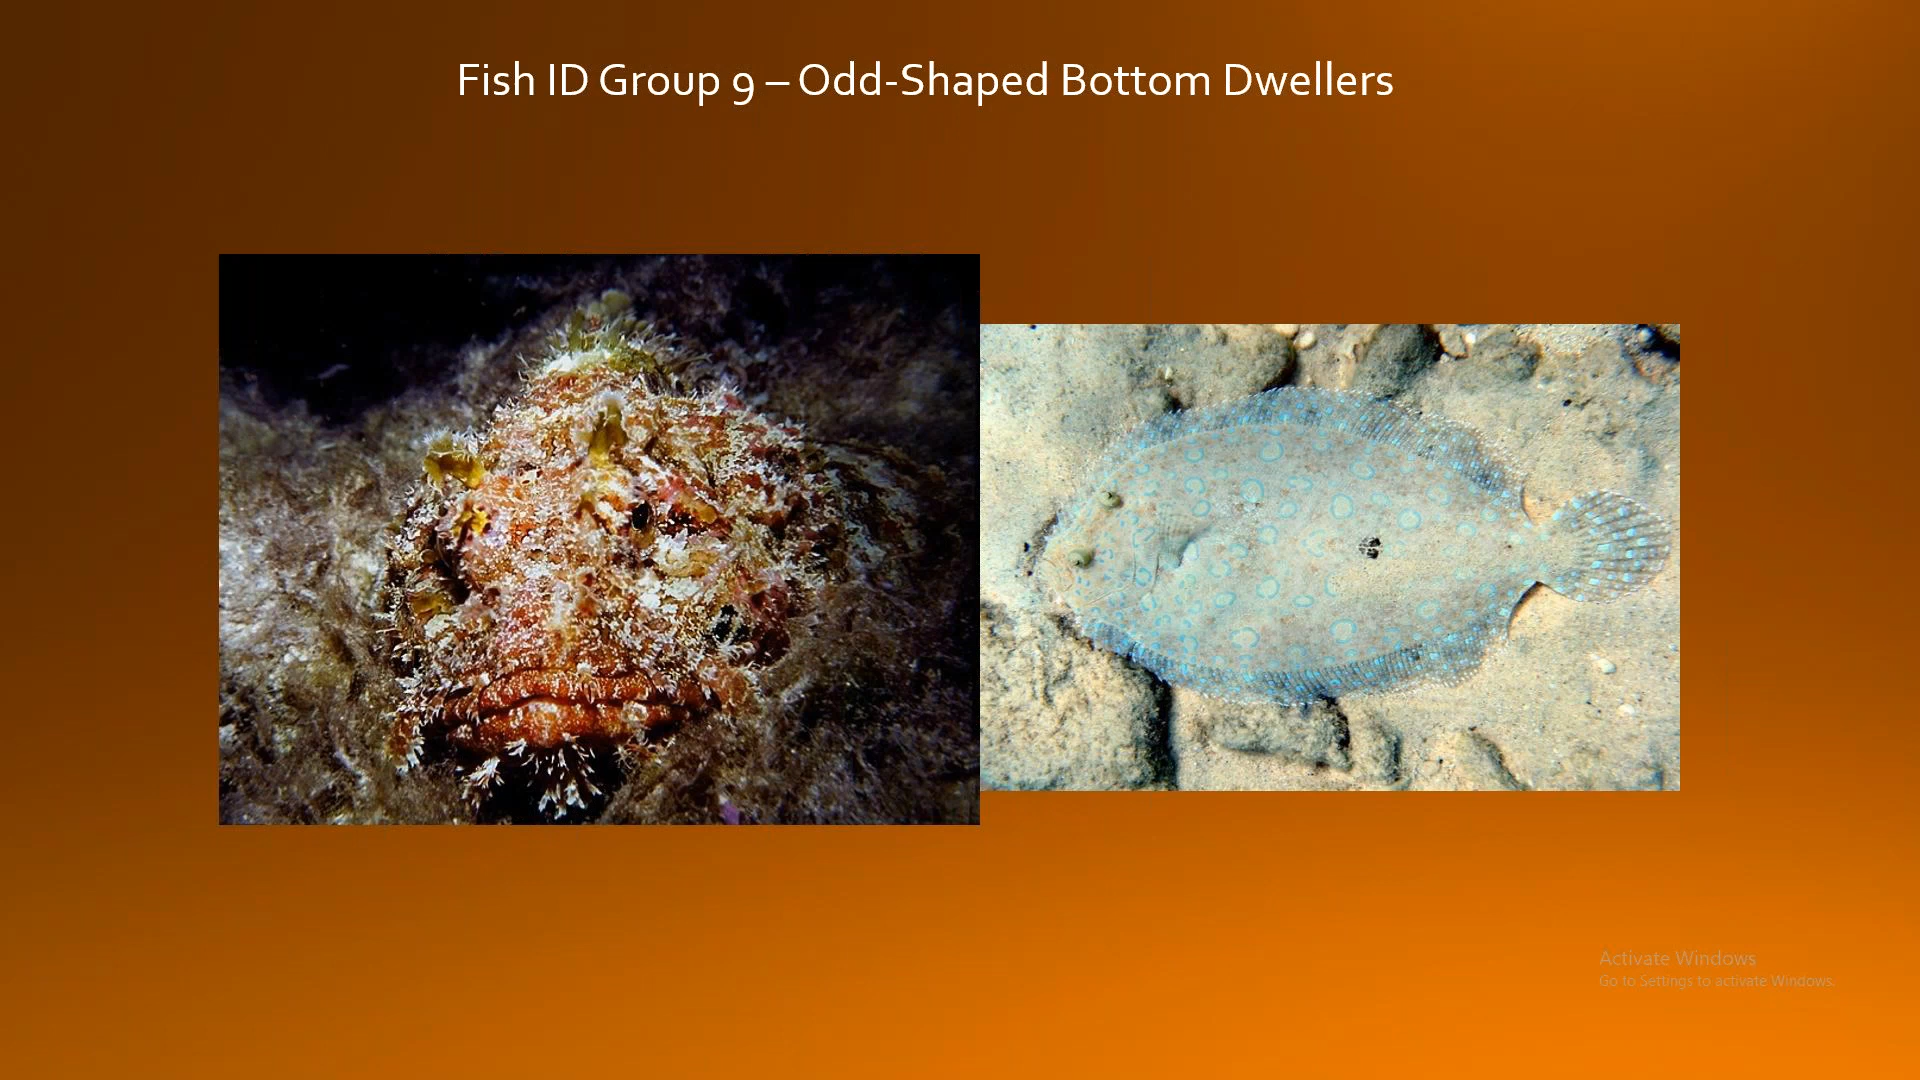 Fish ID Group 9 – Odd-Shaped Bottom Dwellers
Activate Windows
Go to Settings to activate Windows.